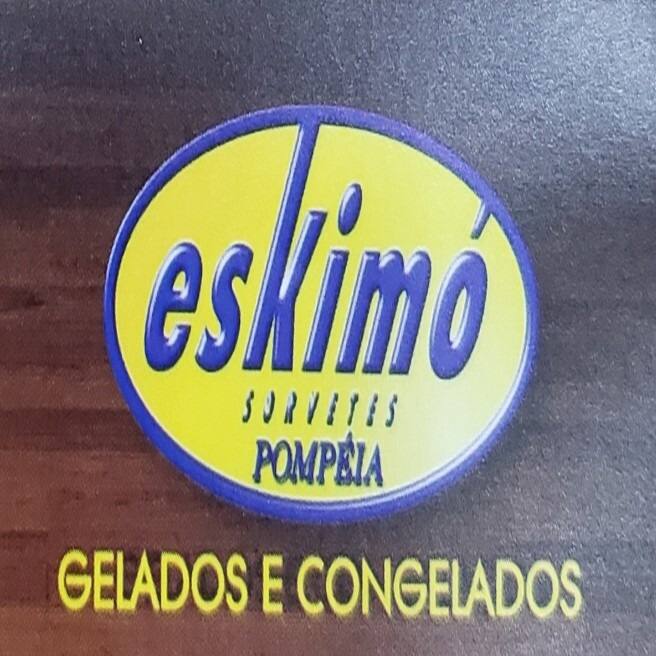 eskimó
SORVETES
POMPÉIA
GELADOS E CONGELADOS